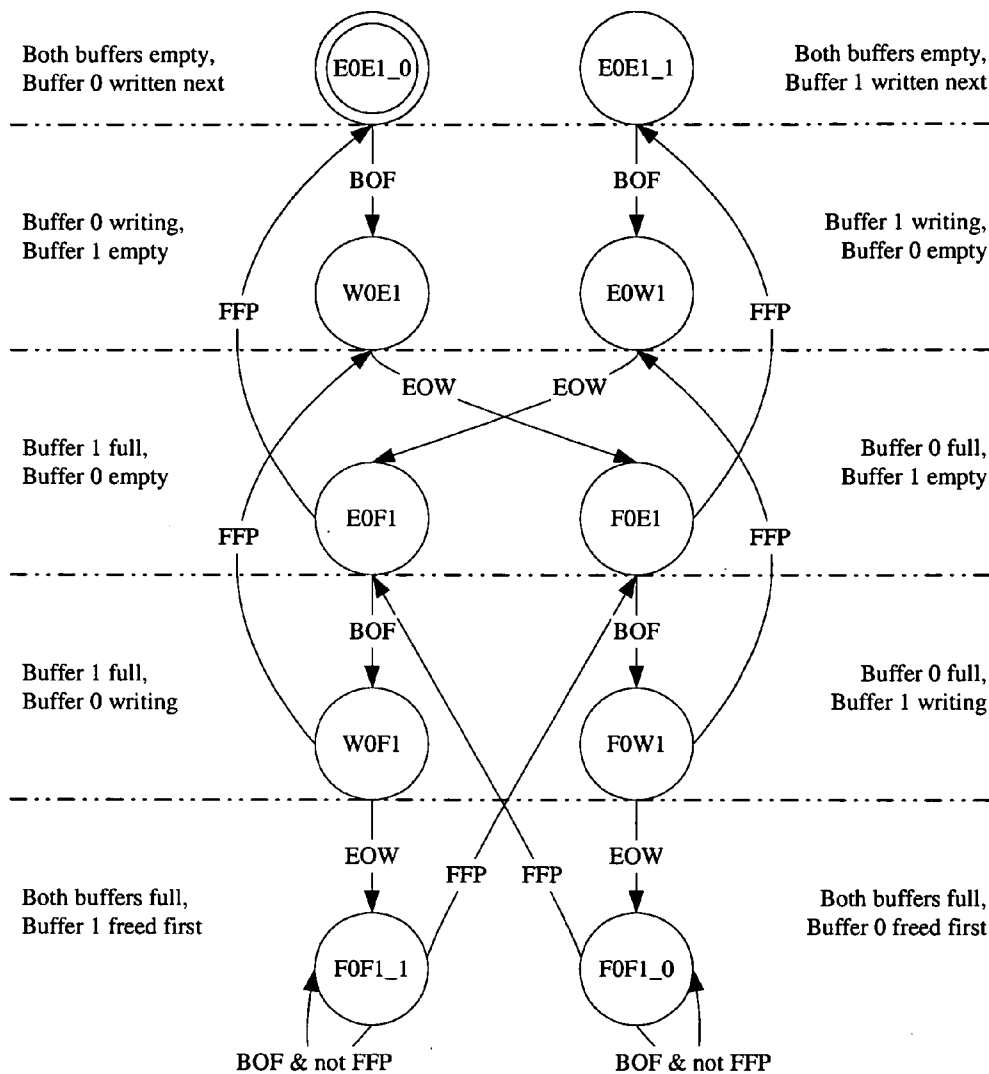 Both buffers empty,
Buffer 0 written next
E0E1_0
E0E1_1
Both buffers empty,
Buffer 1 written next
BOF
BOF
Buffer 0 writing,
Buffer 1 empty
W0E1
E0W1
Buffer 1 writing,
Buffer 0 empty
FFP
FFP
EOW
EOW
Buffer 1 full,
Buffer 0 empty
E0F1
F0E1
Buffer 0 full,
Buffer 1 empty
FFP
FFP
BOF
BOF
Buffer 1 full,
Buffer 0 writing
W0F1
F0W1
Buffer 0 full,
Buffer 1 writing
EOW
FFP
FFP
EOW
Both buffers full,
Buffer 1 freed first
F0F1_1
F0F1_0
Both buffers full,
Buffer 0 freed first
BOF & not FFP
BOF & not FFP